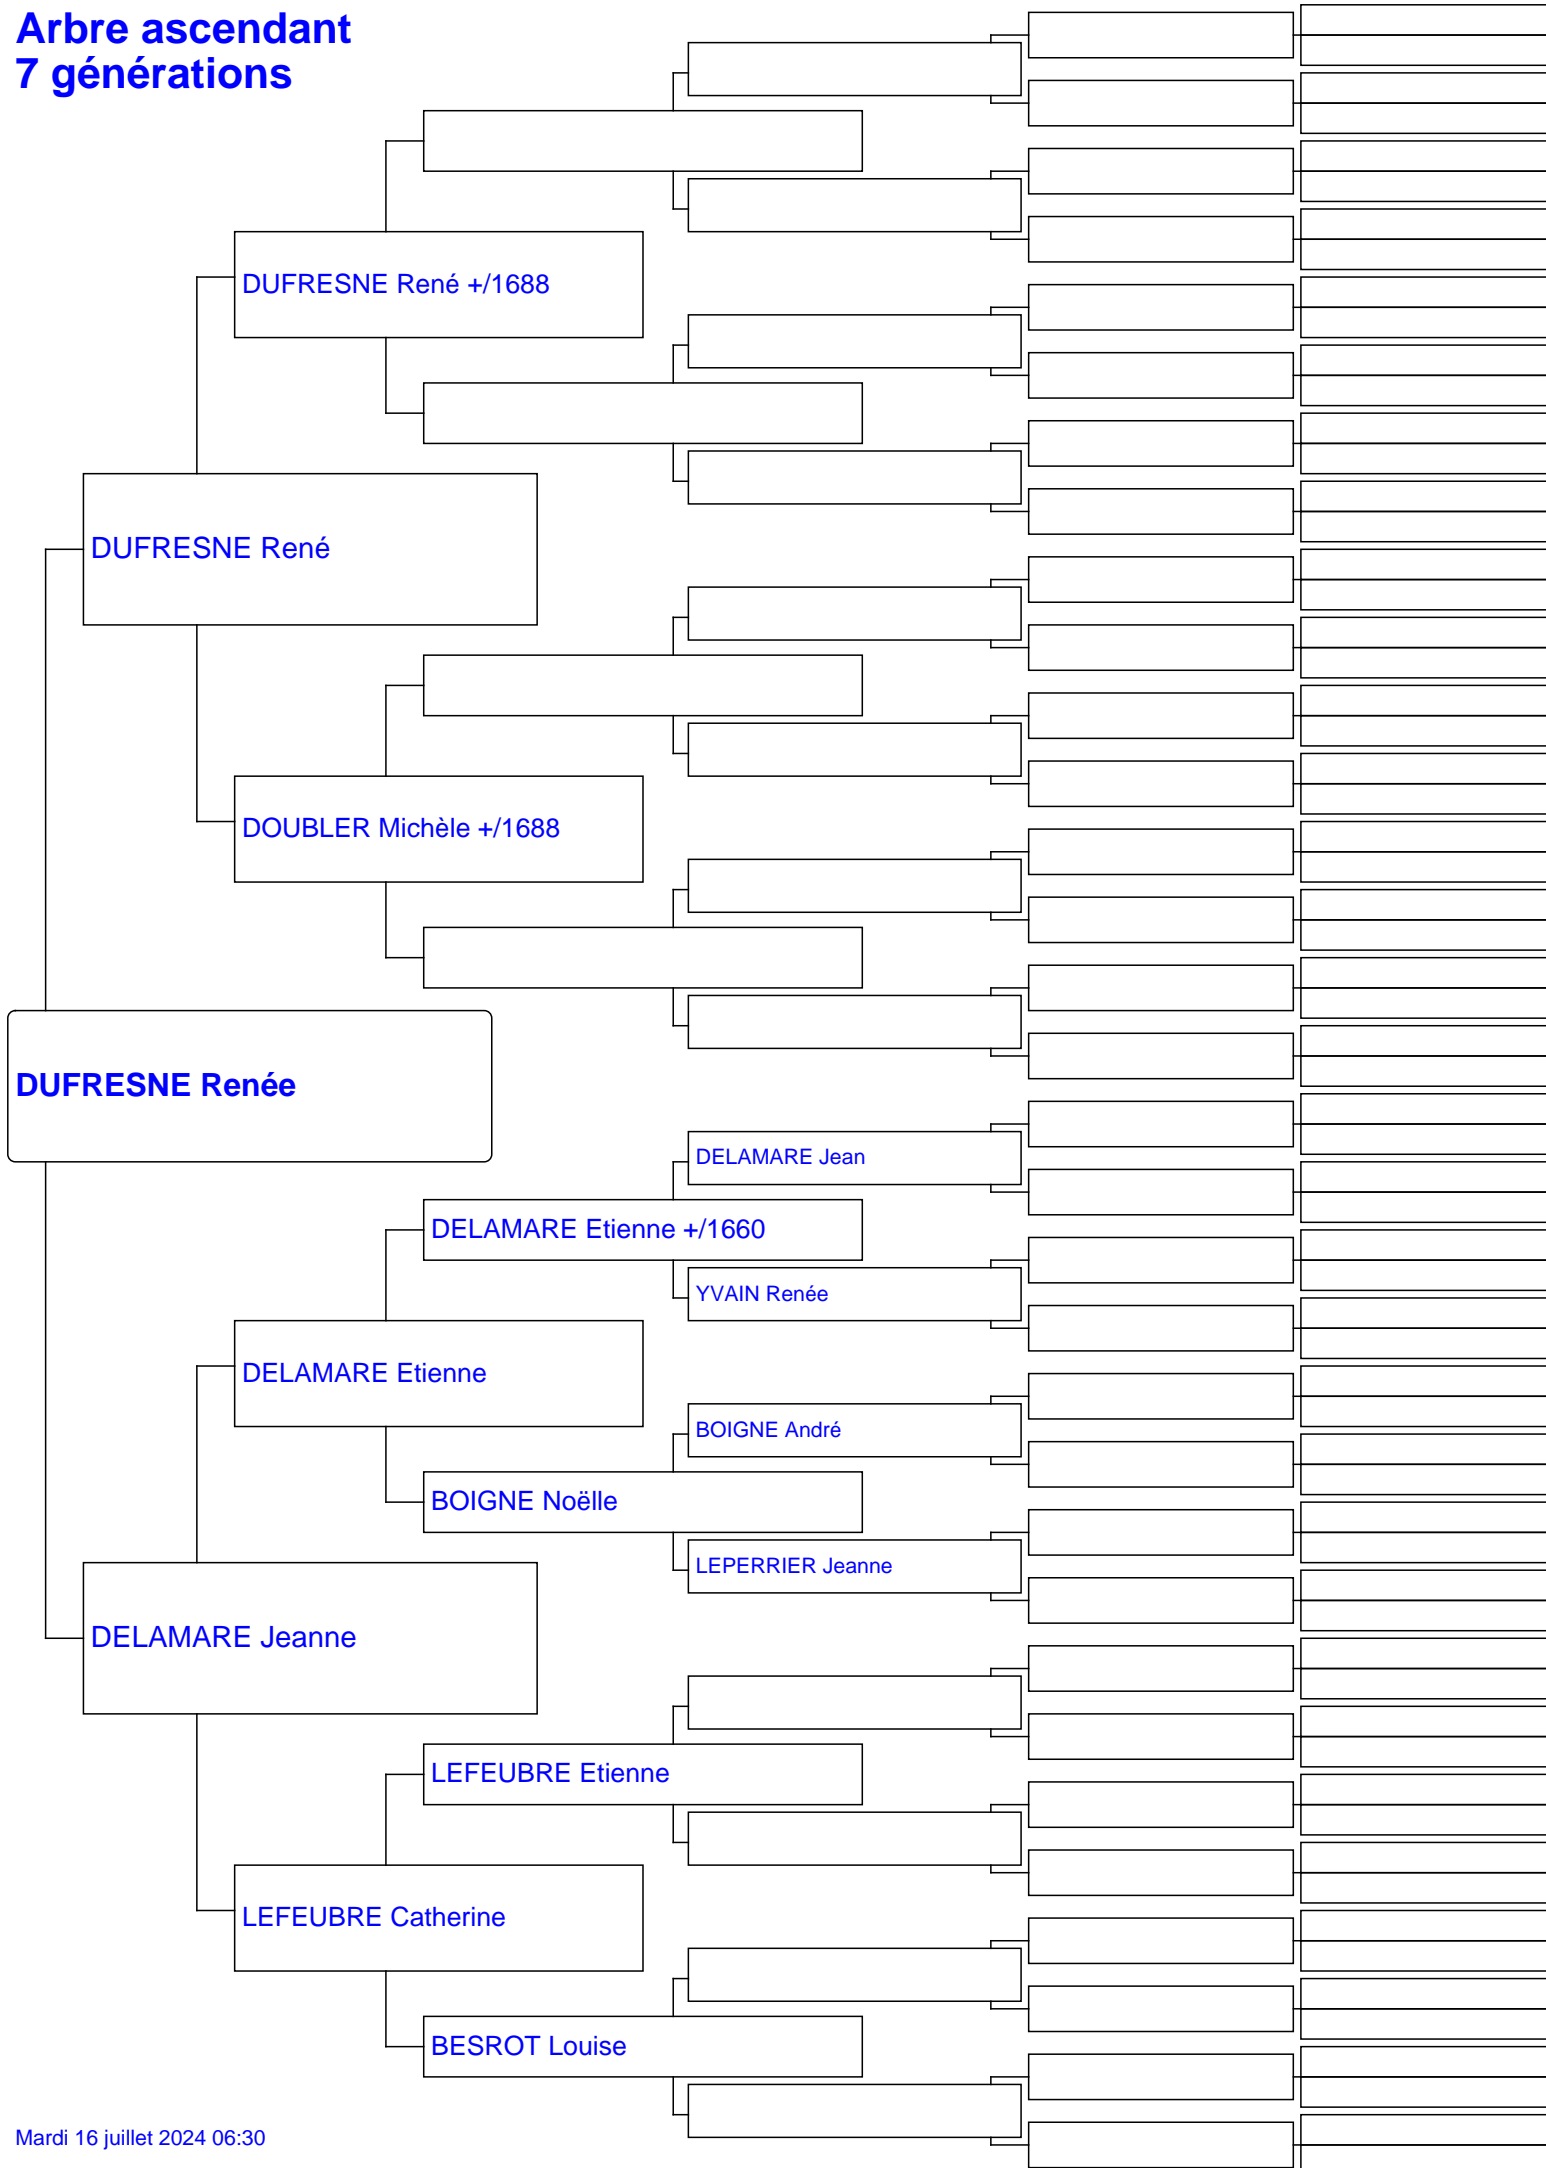 Arbre ascendant
7 générations
DUFRESNE René +/1688
DUFRESNE René
DOUBLER Michèle +/1688
DUFRESNE Renée
DELAMARE Jean
DELAMARE Etienne +/1660
YVAIN Renée
DELAMARE Etienne
BOIGNE André
BOIGNE Noëlle
LEPERRIER Jeanne
DELAMARE Jeanne
LEFEUBRE Etienne
LEFEUBRE Catherine
BESROT Louise
Mardi 16 juillet 2024 06:30